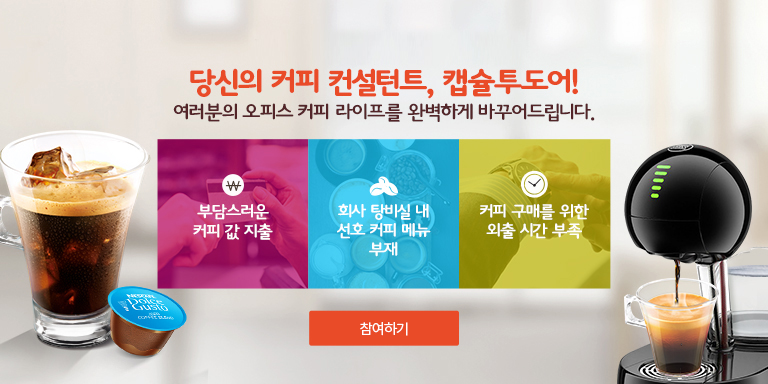 당신의 커피 컨설턴트, 캡슐투도어!
여러분의 오피스 커피 라이프를 완벽하게 바꾸어드립니다.
₩
부담스러운
커피 값 지출
회사 탕비실 내
선호 커피 메뉴
부재
커피 구매를 위한
외출 시간 부족
참여하기
NESCAFÉ
Dolce
Gusto